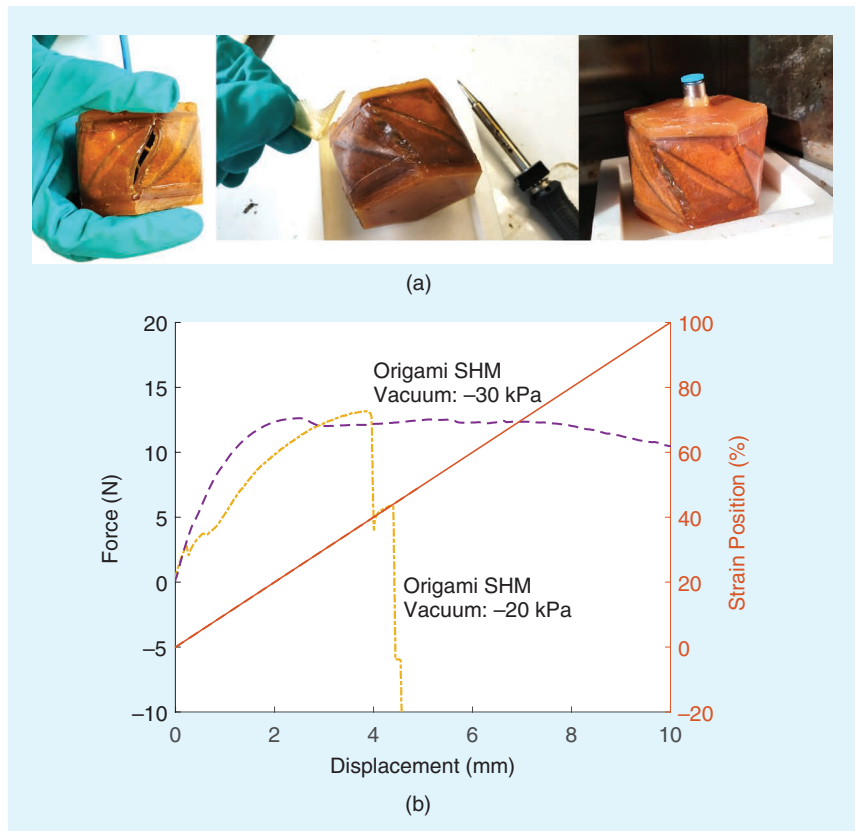 (a)
20
15
10
5
0
–5
–10
Force (N)
Origami SHM
Vacuum: –30 kPa
Origami SHM
Vacuum: –20 kPa
100
80
60
40
20
0
–20
Strain Position (%)
0 2 4 6 8 10
Displacement (mm)
(b)